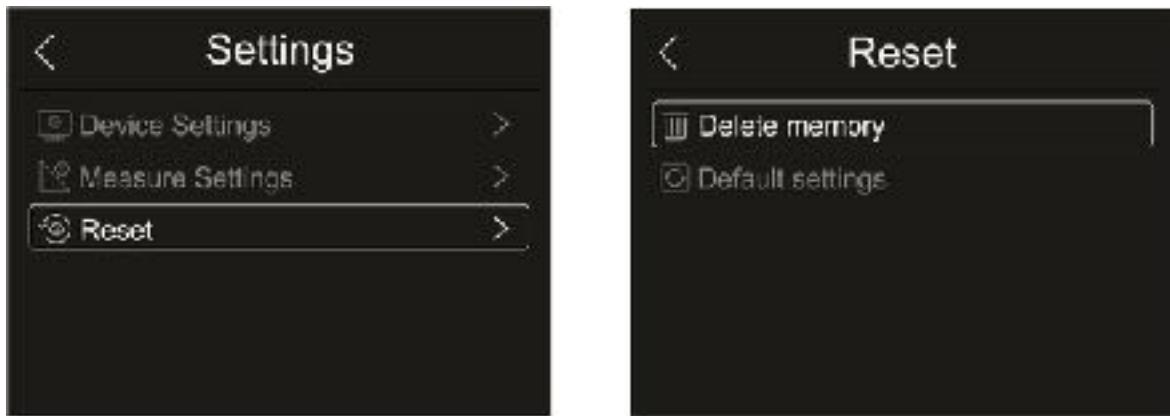 Settings
Device Settings
Measure Settings
Reset
Reset
Delete memory
Default settings